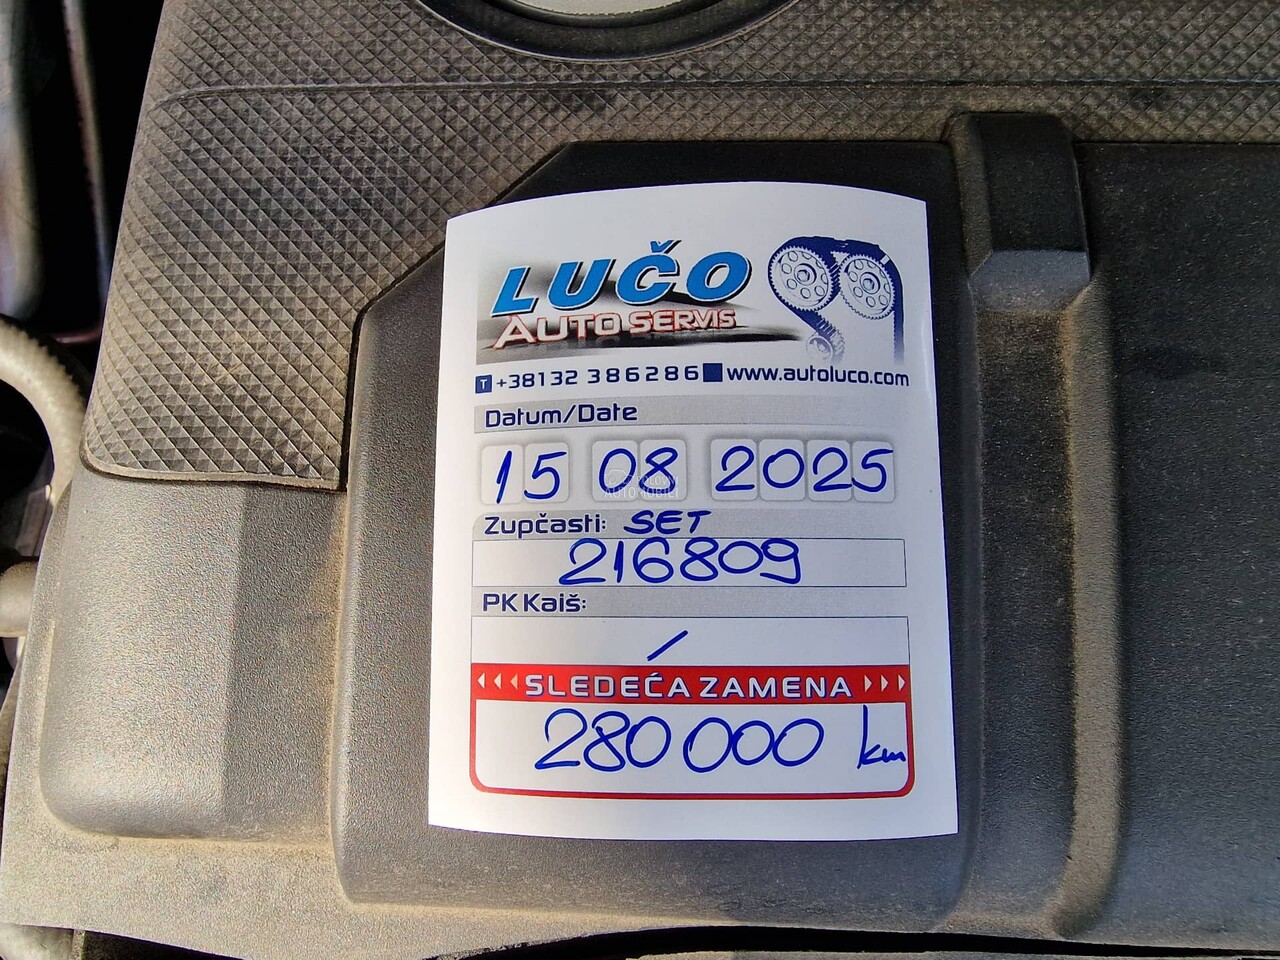 LUČO
AUTO SERVIS
T +38132 386286 www.autoluco.com
Datum/Date
15 08 2025
Zupčasti: SET
216809
PK Kaiš:
/
SLEDEĆA ZAMENA
280000 km